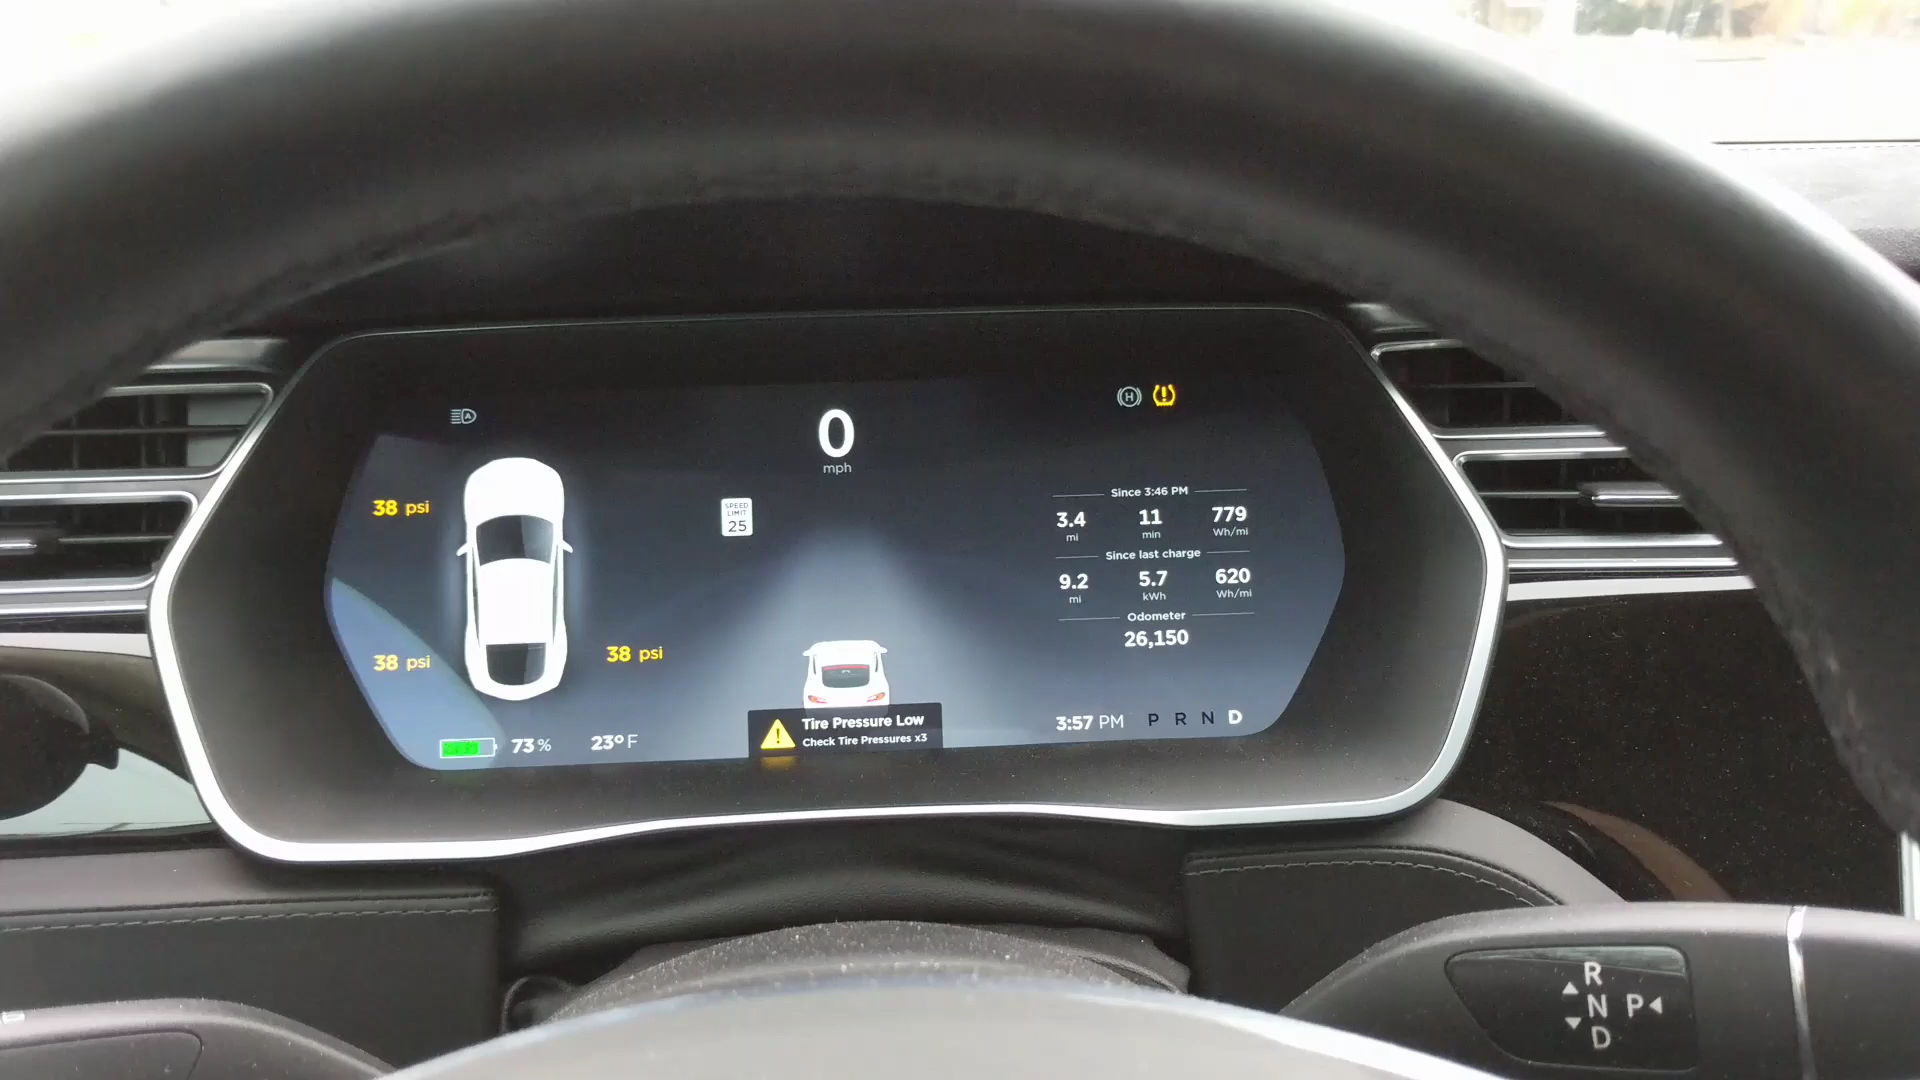 A
0
mph
H
38 psi
SPEED
LIMIT
25
Since 3:46 PM
3.4 11 779
mi min Wh/mi
Since last charge
9.2 5.7 620
mi kWh Wh/mi
Odometer
26,150
38 psi
38 psi
Tire Pressure Low
Check Tire Pressures x3
73 %
23° F
3:57 PM P R N D
R
N P
D